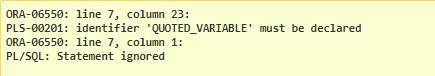 ORA-06550: line 7, column 23:
PLS-00201: identifier 'QUOTED_VARIABLE' must be declared
ORA-06550: line 7, column 1:
PL/SQL: Statement ignored